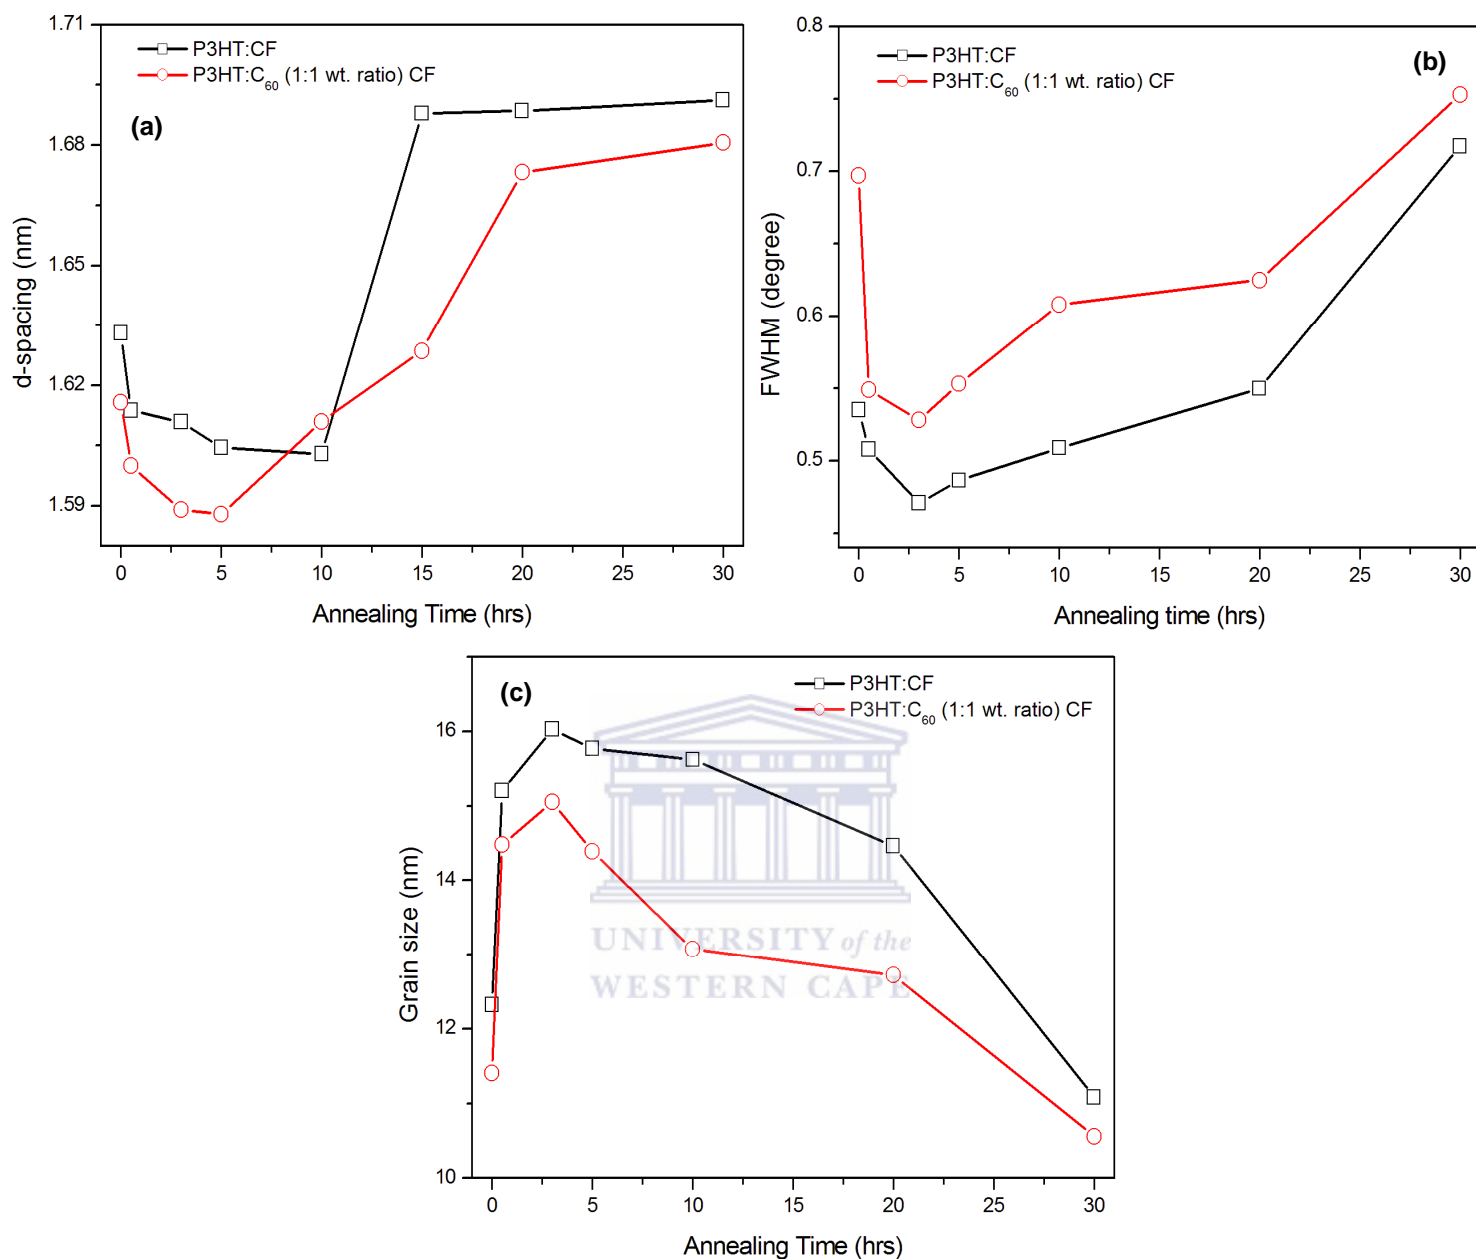 1.71
1.68
1.65
1.62
1.59
d-spacing (nm)
P3HT:CF
P3HT:C60 (1:1 wt. ratio) CF
(a)
0 5 10 15 20 25 30
Annealing Time (hrs)
0.8
0.7
0.6
0.5
FWHM (degree)
P3HT:CF
P3HT:C60 (1:1 wt. ratio) CF
(b)
0 5 10 15 20 25 30
Annealing time (hrs)
16
14
12
10
Grain size (nm)
(c)
P3HT:CF
P3HT:C60 (1:1 wt. ratio) CF
UNIVERSITY of the
WESTERN CAPE
0 5 10 15 20 25 30
Annealing Time (hrs)